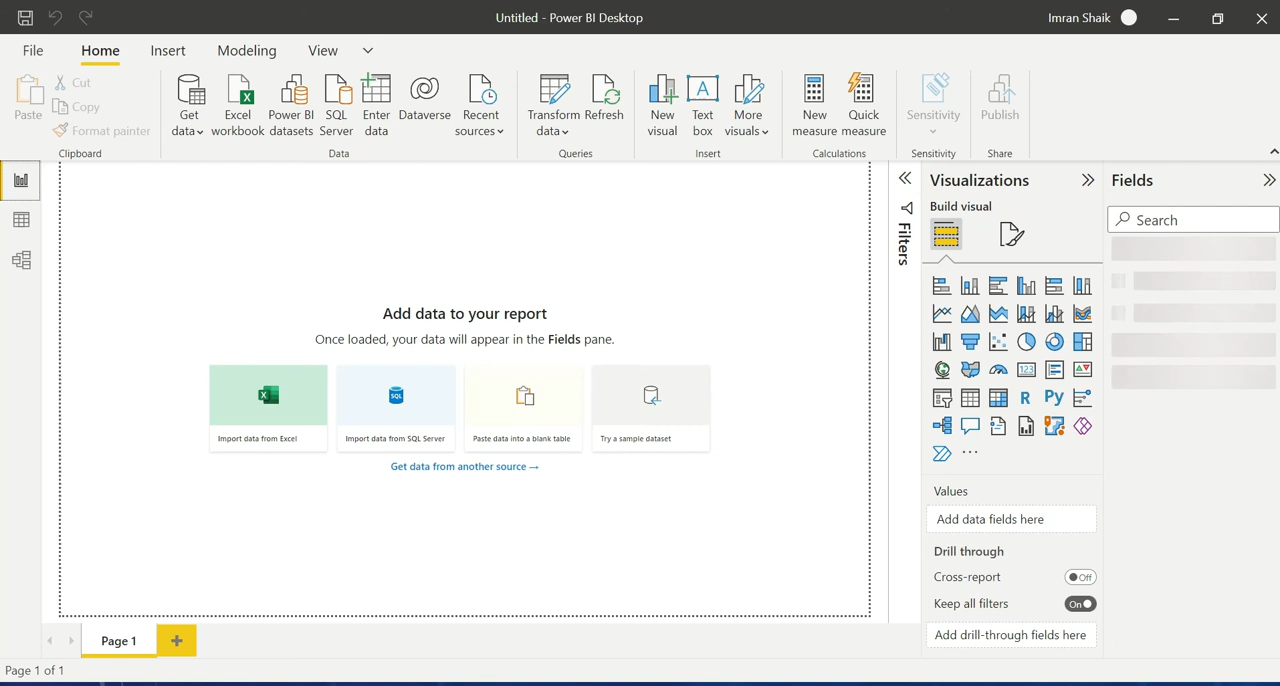 Untitled - Power BI Desktop
Imran Shaik
File Home Insert Modeling View
Paste
Cut
Copy
Format painter
Clipboard
Get data
Excel workbook
Power BI datasets
SQL Server
Enter data
Dataverse
Recent sources
Data
Transform data
Refresh
Queries
New visual
Text box
More visuals
Insert
New measure
Quick measure
Calculations
Sensitivity
Sensitivity
Publish
Share
Add data to your report
Once loaded, your data will appear in the Fields pane.
SQL
Import data from Excel
Import data from SQL Server
Paste data into a blank table
Try a sample dataset
Get data from another source →
Filters
Visualizations
Build visual
123
R
Py
Values
Add data fields here
Drill through
Cross-report
Off
Keep all filters
On
Add drill-through fields here
Fields
Search
Page 1
Page 1 of 1